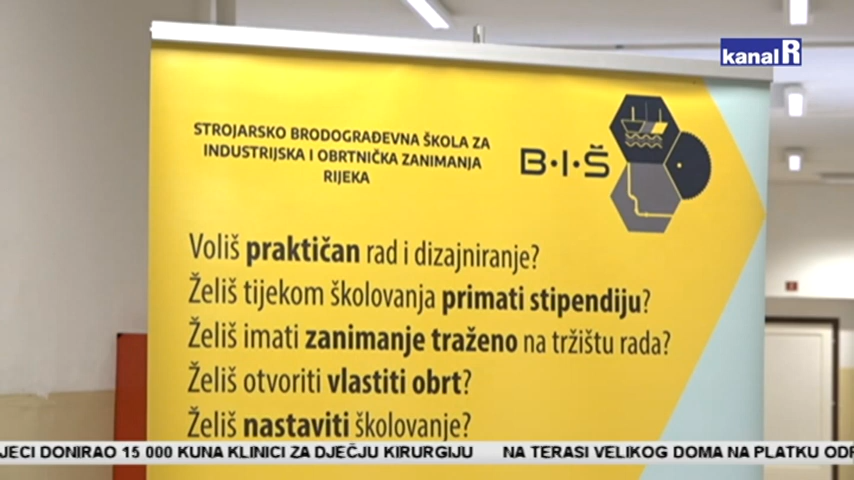 kanal R
STROJARSKO BRODOGRAĐEVNA ŠKOLA ZA
INDUSTRIJSKA I OBRTNIČKA ZANIMANJA
RIJEKA
B·I·Š
Voliš praktičan rad i dizajniranje?
Želiš tijekom školovanja primati stipendiju?
Želiš imati zanimanje traženo na tržištu rada?
Želiš otvoriti vlastiti obrt?
Želiš nastaviti školovanje?
JECI DONIRAO 15 000 KUNA KLINICI ZA DJEČJU KIRURGIJU NA TERASI VELIKOG DOMA NA PLATKU ODR